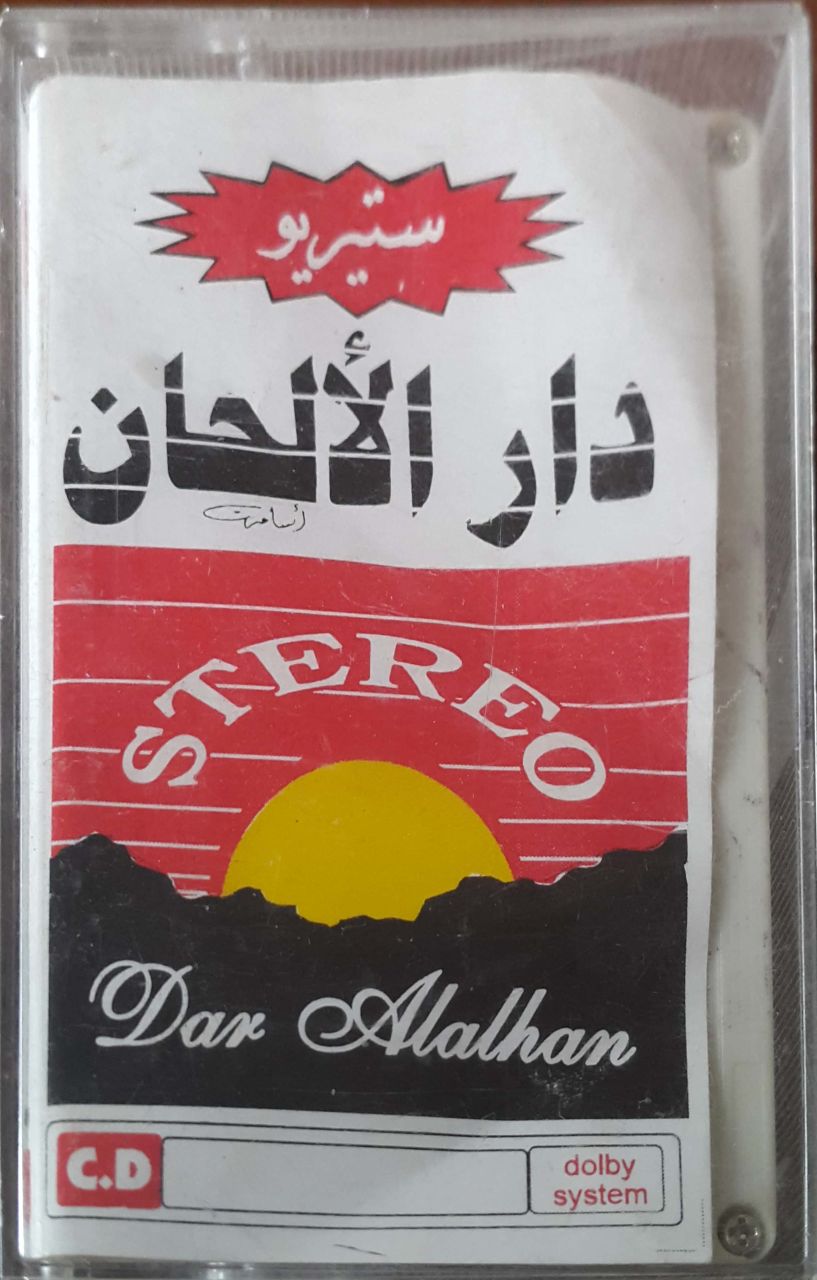 ستيريو
دار الألحان
أسامة
STEREO
Dar Alalhan
C.D
dolby
system